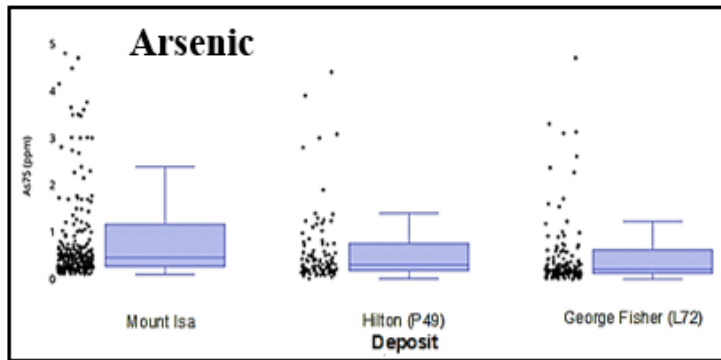 Arsenic
As75 (ppm)
5
4
3
2
1
0
Mount Isa
Hilton (P49)
George Fisher (L72)
Deposit